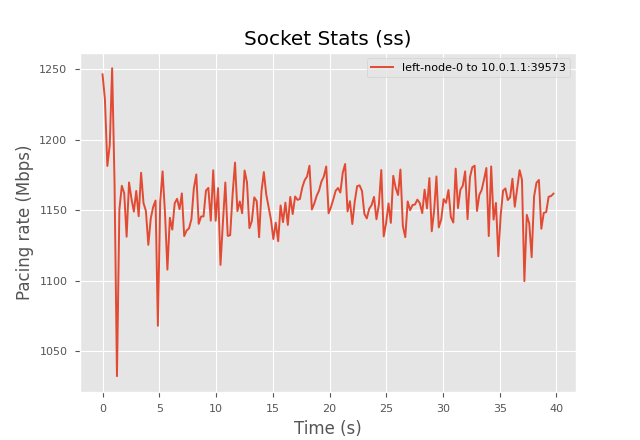 Socket Stats (ss)
left-node-0 to 10.0.1.1:39573
Pacing rate (Mbps)
1250
1200
1150
1100
1050
0 5 10 15 20 25 30 35 40
Time (s)